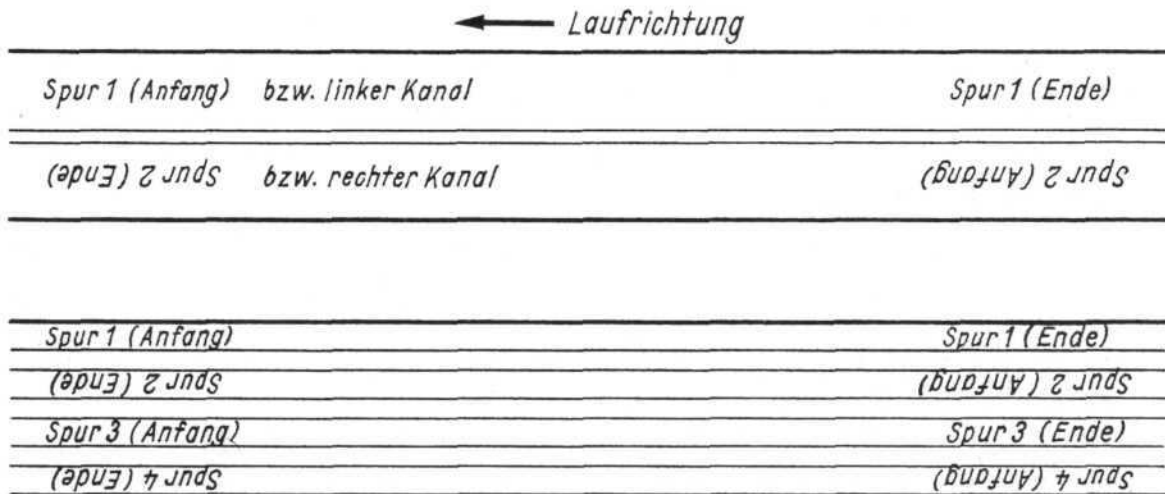 Laufrichtung
Spur 1 (Anfang) bzw. linker Kanal Spur 1 (Ende)
Spur 2 (Ende) bzw. rechter Kanal Spur 2 (Anfang)
Spur 1 (Anfang) Spur 1 (Ende)
Spur 2 (Ende) Spur 2 (Anfang)
Spur 3 (Anfang) Spur 3 (Ende)
Spur 4 (Ende) Spur 4 (Anfang)